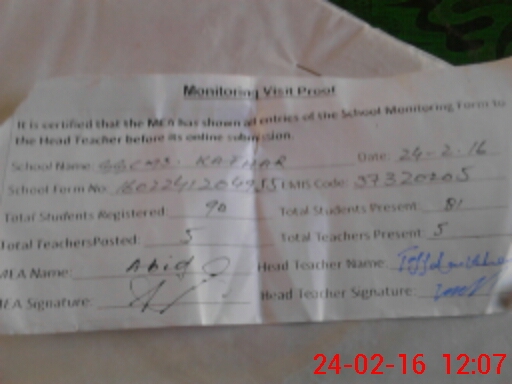 Monitoring Visit Proof
It is certified that the MEA has shown all entries of the School Monitoring Form to
the Head Teacher before its online submission.
School Name: Date: 24-2-16
School Form No: EMIS Code: 37320205
Total Students Registered: 90 Total Students Present: 81
Total TeachersPosted: 5 Total Teachers Present: 5
MEA Name: Abid Head Teacher Name:
MEA Signature: Head Teacher Signature:
24-02-16 12:07